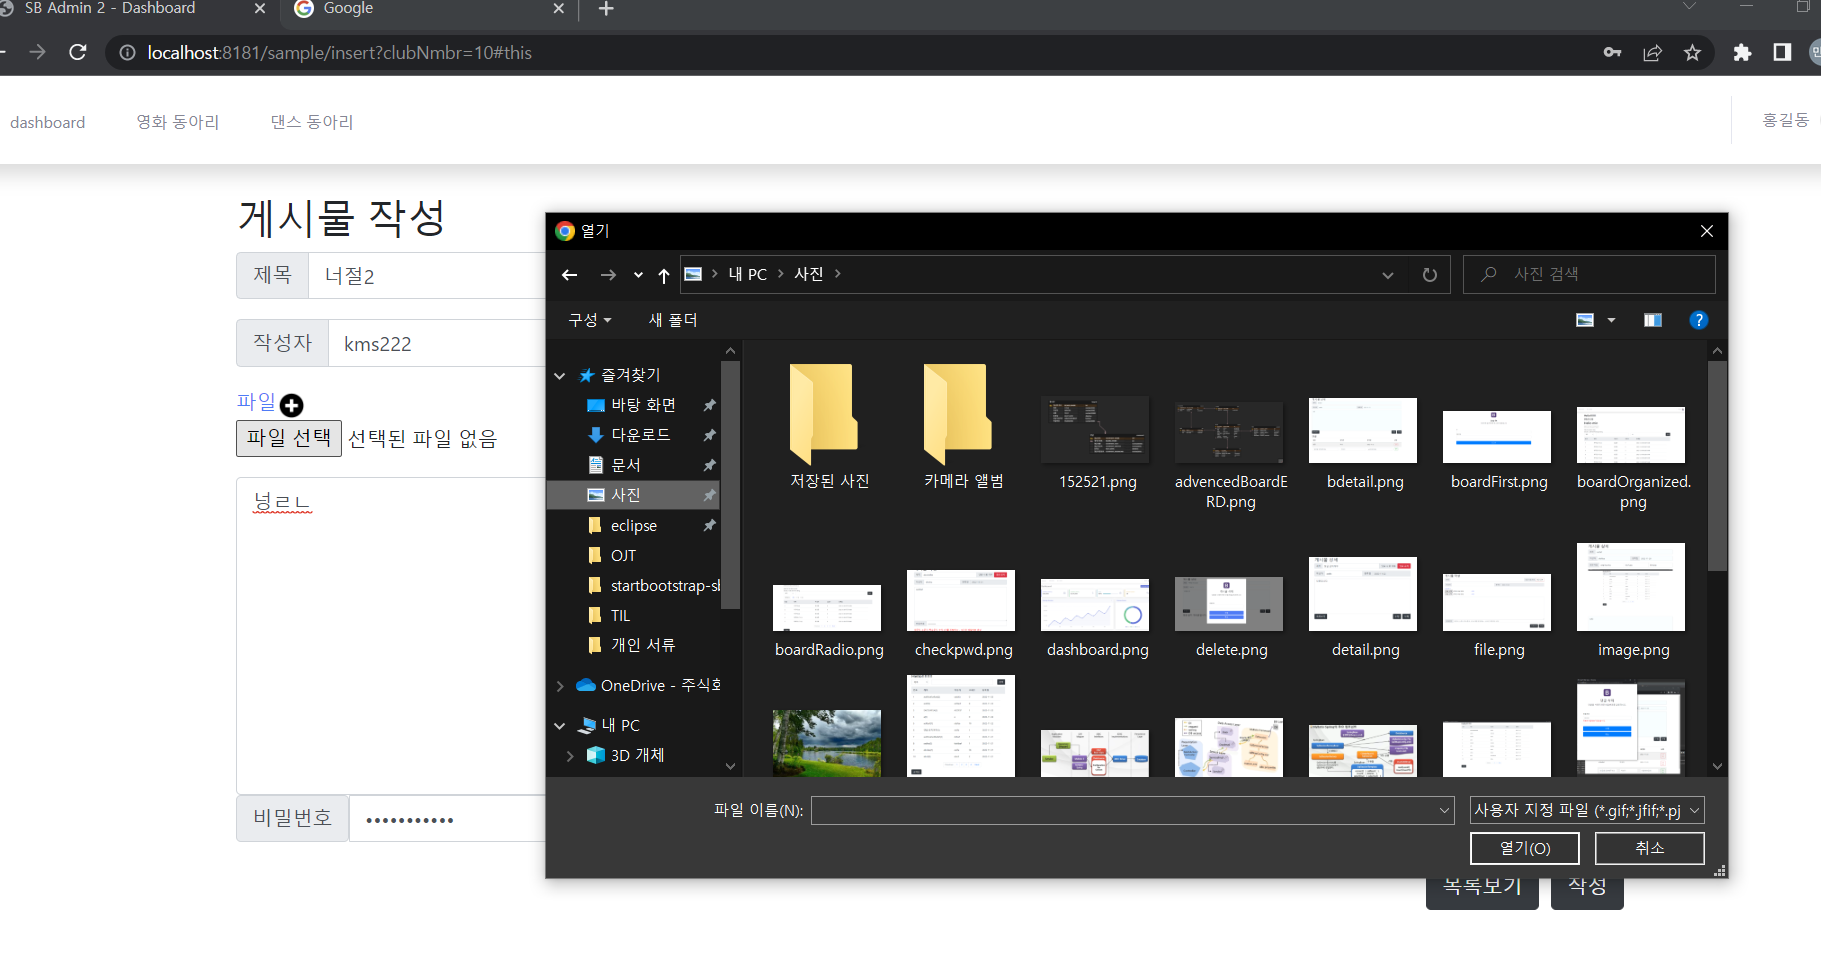 SB Admin 2 - Dashboard
Google
localhost:8181/sample/insert?clubNmbr=10#this
dashboard
영화 동아리
댄스 동아리
홍길동
게시물 작성
제목
너절2
작성자
kms222
파일
파일 선택
선택된 파일 없음
넝르ㄴ
비밀번호
•••••••••••
목록보기
작성
열기
내 PC
사진
사진 검색
구성
새 폴더
즐겨찾기
바탕 화면
다운로드
문서
사진
eclipse
OJT
startbootstrap-sb
TIL
개인 서류
OneDrive - 주식회
내 PC
3D 개체
저장된 사진
카메라 앨범
152521.png
advencedBoardE
RD.png
bdetail.png
boardFirst.png
boardOrganized.
png
boardRadio.png
checkpwd.png
dashboard.png
delete.png
detail.png
file.png
image.png
파일 이름(N):
사용자 지정 파일 (*.gif;*.jfif;*.pj
열기(O)
취소